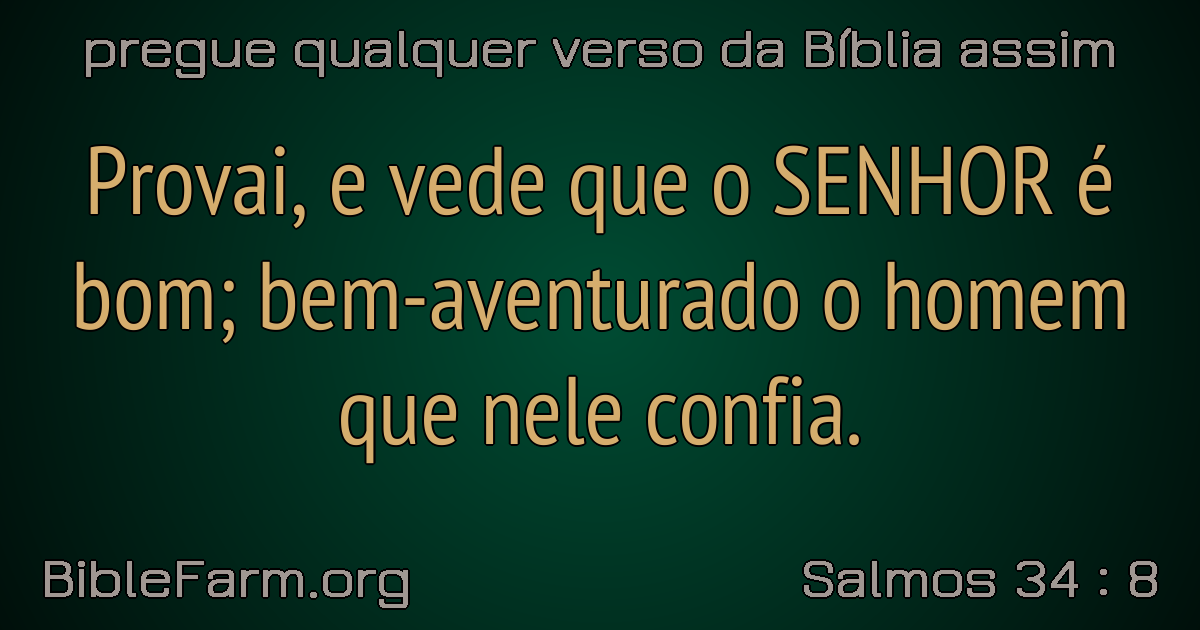 pregue qualquer verso da Bíblia assim
Provai, e vede que o SENHOR é
bom; bem-aventurado o homem
que nele confia.
BibleFarm.org
Salmos 34 : 8